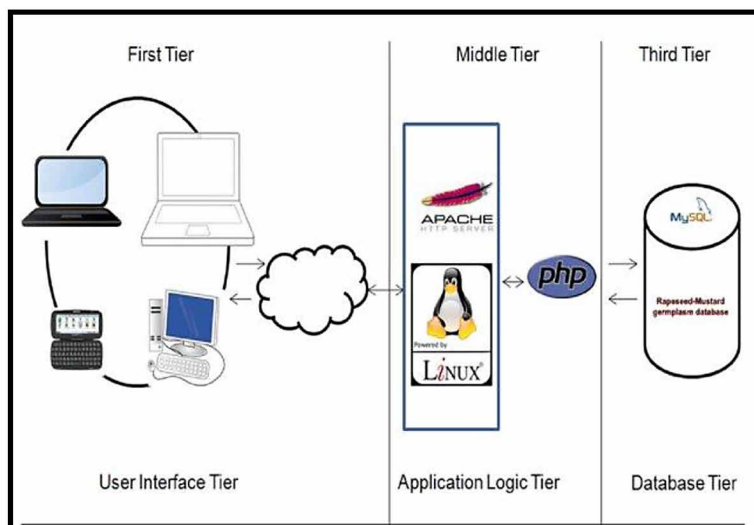 First Tier
Middle Tier
Third Tier
APACHE
HTTP SERVER
Powered by
LiNUX®
php
MySQL
Rapeseed-Mustard
germplasm database
User Interface Tier
Application Logic Tier
Database Tier